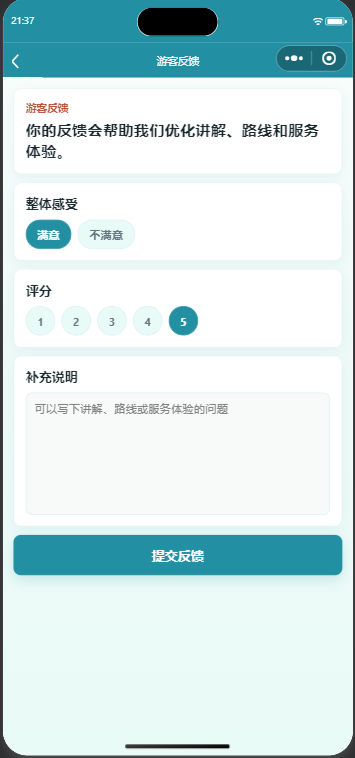 21:37
游客反馈
游客反馈
你的反馈会帮助我们优化讲解、路线和服务
体验。
整体感受
满意 不满意
评分
1 2 3 4 5
补充说明
可以写下讲解、路线或服务体验的问题
提交反馈